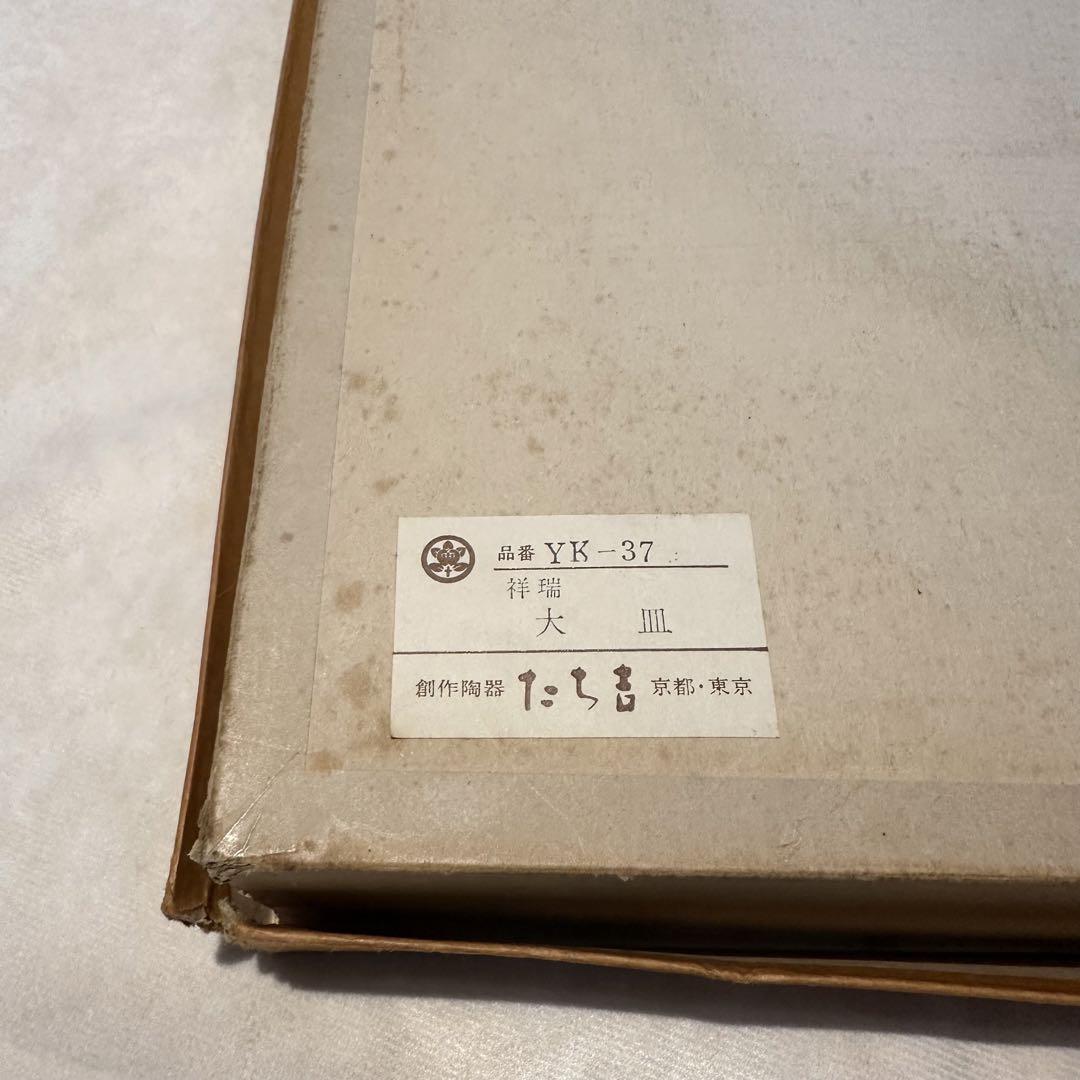 品番 YK-37
祥瑞
大 皿
創作陶器 たち吉 京都・東京